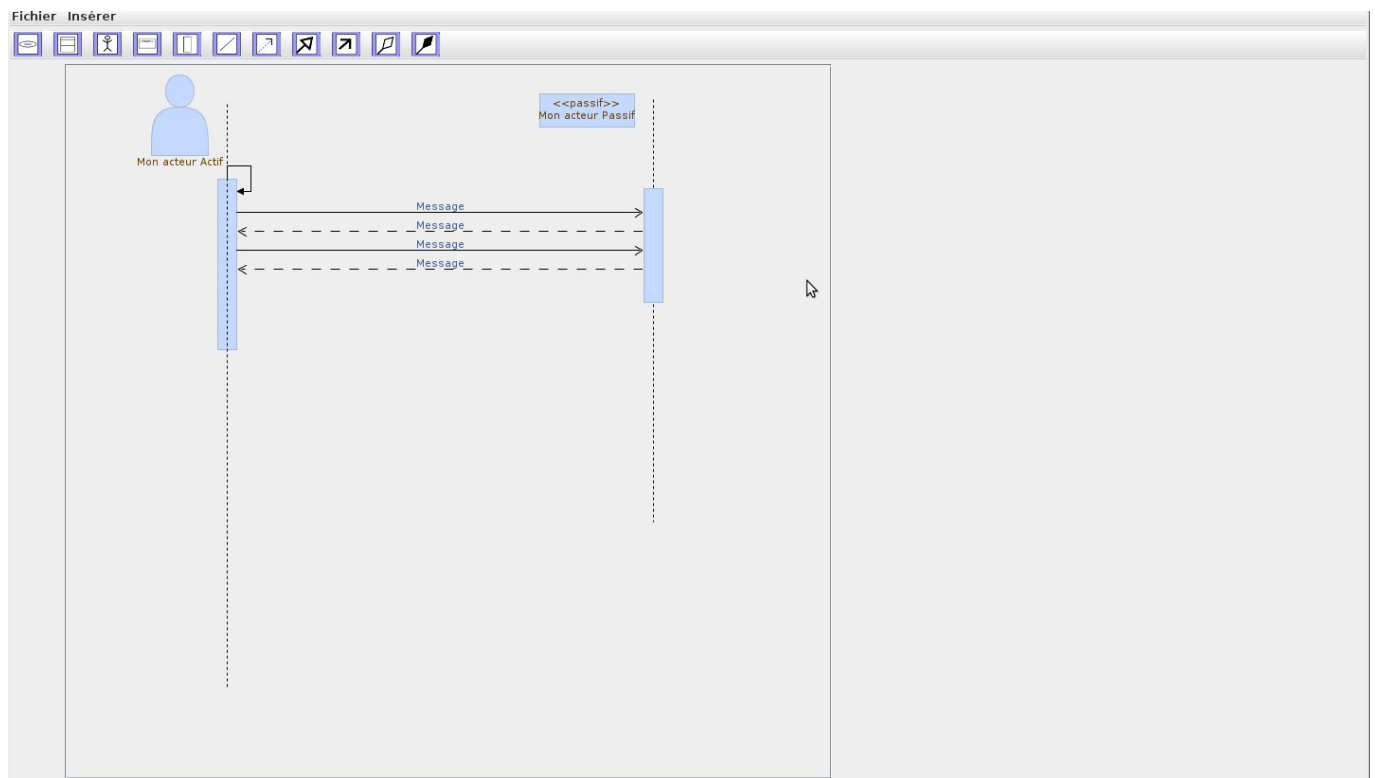 Fichier Insérer
<<passif>>
Mon acteur Passif
Mon acteur Actif
Message
Message
Message
Message